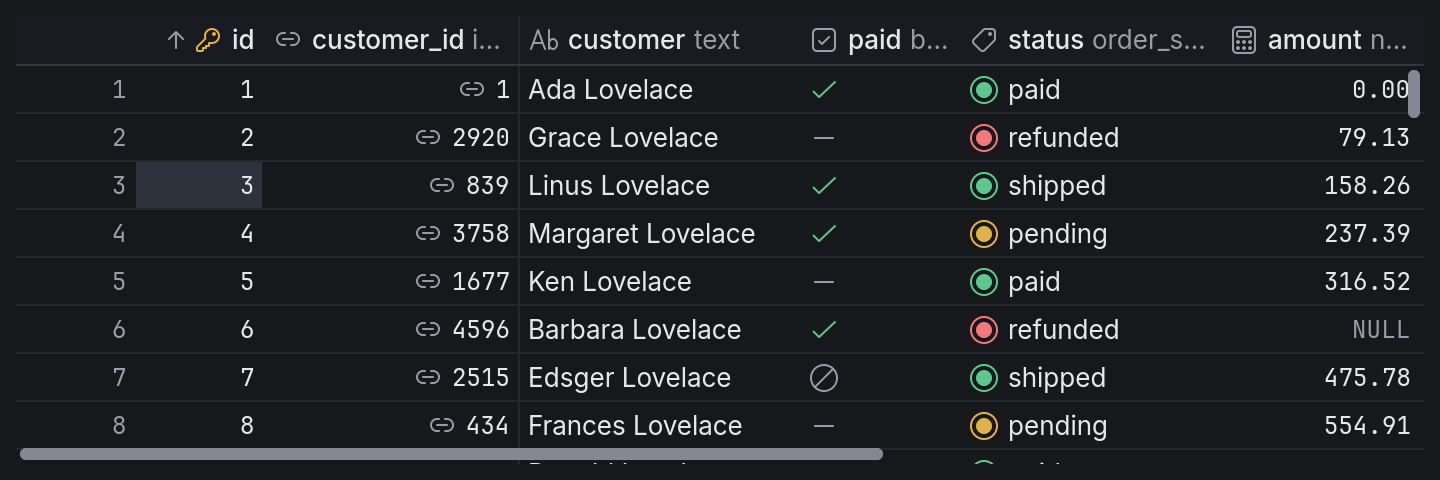 id customer_id i... Ab customer text paid b... status order_s... amount n...
1 1 1 Ada Lovelace paid 0.00
2 2 2920 Grace Lovelace refunded 79.13
3 3 839 Linus Lovelace shipped 158.26
4 4 3758 Margaret Lovelace pending 237.39
5 5 1677 Ken Lovelace paid 316.52
6 6 4596 Barbara Lovelace refunded NULL
7 7 2515 Edsger Lovelace shipped 475.78
8 8 434 Frances Lovelace pending 554.91